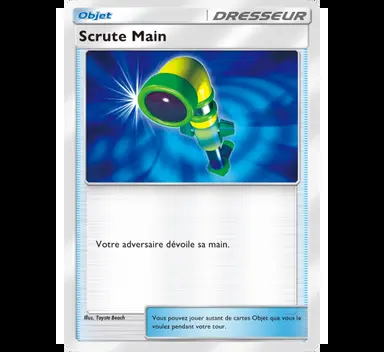 Objet
DRESSEUR
Scrute Main
Votre adversaire dévoile sa main.
Illus. Toyste Beach
Vous pouvez jouer autant de cartes Objet que vous le
voulez pendant votre tour.